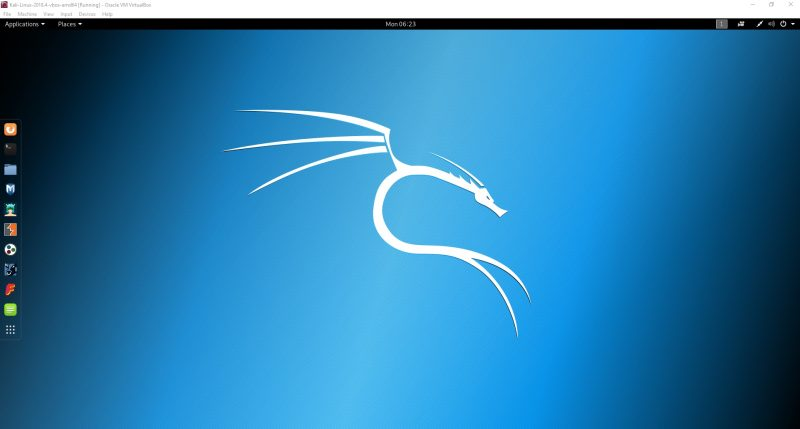 Kali-Linux-2018.4-vbox-amd64 [Running] - Oracle VM VirtualBox
File Machine View Input Devices Help
Applications Places Mon 06:23 1